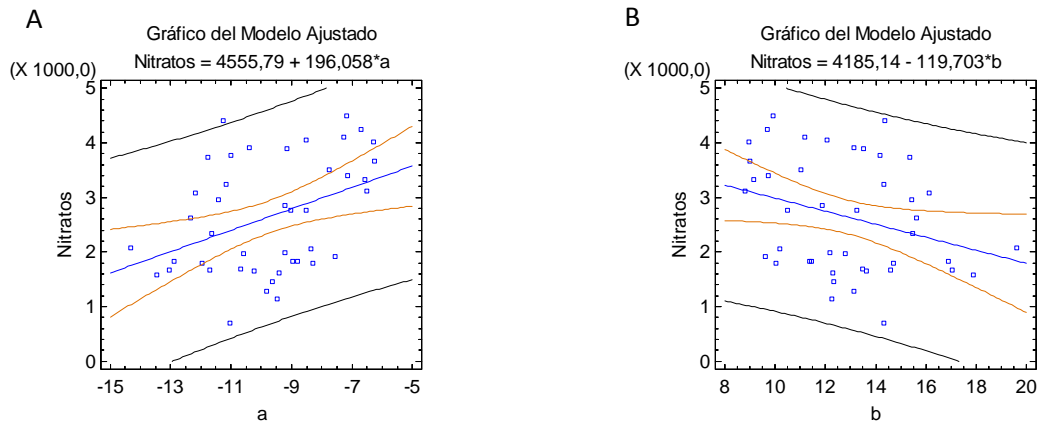 A
Gráfico del Modelo Ajustado
Nitratos = 4555,79 + 196,058*a
(X 1000,0)
5
4
3
2
1
0
Nitratos
-15 -13 -11 -9 -7 -5
a
B
Gráfico del Modelo Ajustado
Nitratos = 4185,14 - 119,703*b
(X 1000,0)
5
4
3
2
1
0
Nitratos
8 10 12 14 16 18 20
b